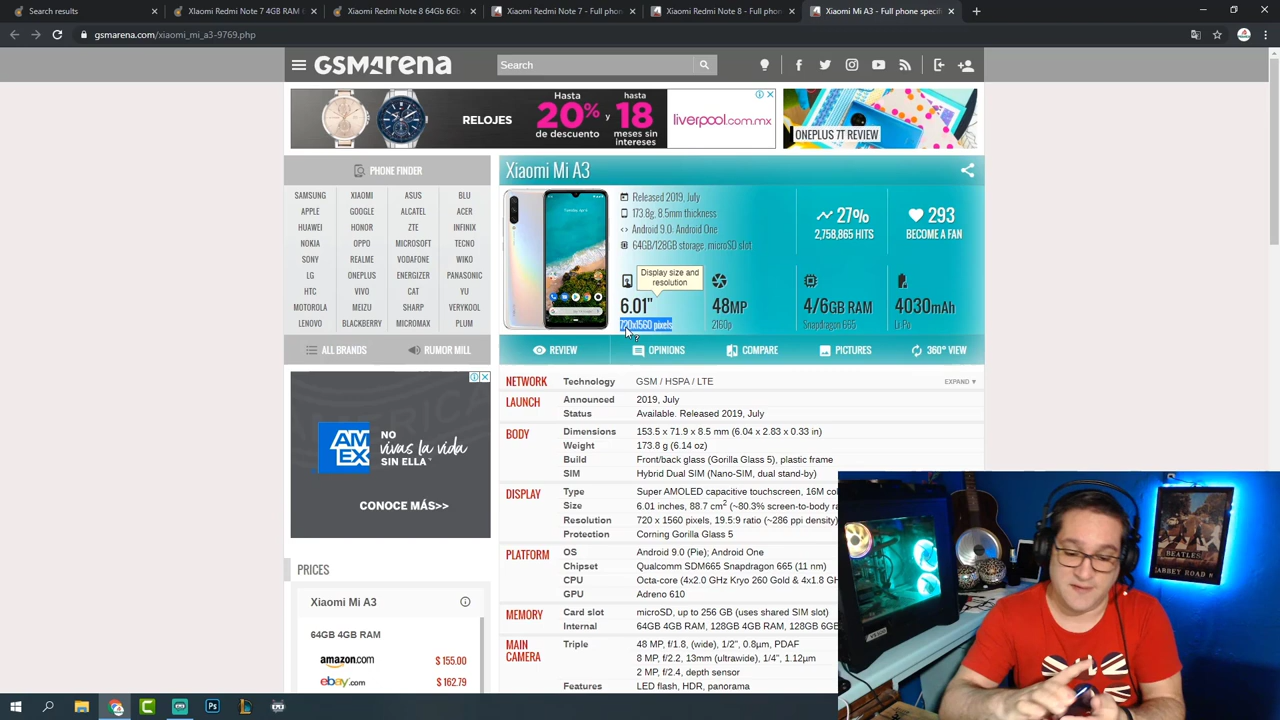 Search results
Xiaomi Redmi Note 7 4GB RAM 6
Xiaomi Redmi Note 8 64Gb 6Gb
Xiaomi Redmi Note 7 - Full phon
Xiaomi Redmi Note 8 - Full phon
Xiaomi Mi A3 - Full phone specifi
gsmarena.com/xiaomi_mi_a3-9769.php
GSMArena
Search
RELOJES
Hasta
20%
de descuento
y
hasta
18
meses sin
intereses
liverpool.com.mx
ONEPLUS 7T REVIEW
PHONE FINDER
SAMSUNG XIAOMI ASUS BLU
APPLE GOOGLE ALCATEL ACER
HUAWEI HONOR ZTE INFINIX
NOKIA OPPO MICROSOFT TECNO
SONY REALME VODAFONE WIKO
LG ONEPLUS ENERGIZER PANASONIC
HTC VIVO CAT YU
MOTOROLA MEIZU SHARP VERYKOOL
LENOVO BLACKBERRY MICROMAX PLUM
ALL BRANDS RUMOR MILL
Xiaomi Mi A3
Released 2019, July
173.8g, 8.5mm thickness
Android 9.0, Android One
64GB/128GB storage, microSD slot
27%
2,758,865 HITS
293
BECOME A FAN
Display size and
resolution
6.01"
720x1560 pixels
48MP
2160p
4/6GB RAM
Snapdragon 665
4030mAh
Li-Po
REVIEW OPINIONS COMPARE PICTURES 360° VIEW
NETWORK Technology GSM / HSPA / LTE EXPAND ▼
LAUNCH Announced 2019, July
Status Available. Released 2019, July
BODY Dimensions 153.5 x 71.9 x 8.5 mm (6.04 x 2.83 x 0.33 in)
Weight 173.8 g (6.14 oz)
Build Front/back glass (Gorilla Glass 5), plastic frame
SIM Hybrid Dual SIM (Nano-SIM, dual stand-by)
DISPLAY Type Super AMOLED capacitive touchscreen, 16M co
Size 6.01 inches, 88.7 cm2 (~80.3% screen-to-body ra
Resolution 720 x 1560 pixels, 19.5:9 ratio (~286 ppi density)
Protection Corning Gorilla Glass 5
PLATFORM OS Android 9.0 (Pie); Android One
Chipset Qualcomm SDM665 Snapdragon 665 (11 nm)
CPU Octa-core (4x2.0 GHz Kryo 260 Gold & 4x1.8 GH
GPU Adreno 610
MEMORY Card slot microSD, up to 256 GB (uses shared SIM slot)
Internal 64GB 4GB RAM, 128GB 4GB RAM, 128GB 6GB
MAIN
CAMERA
Triple 48 MP, f/1.8, (wide), 1/2", 0.8µm, PDAF
8 MP, f/2.2, 13mm (ultrawide), 1/4", 1.12µm
2 MP, f/2.4, depth sensor
Features LED flash, HDR, panorama
AM
EX
NO
vivas la vida
SIN ELLA
CONOCE MÁS>>
PRICES
Xiaomi Mi A3
64GB 4GB RAM
amazon.com $ 155.00
ebay.com $ 162.79
BEATLES
ABBEY ROAD